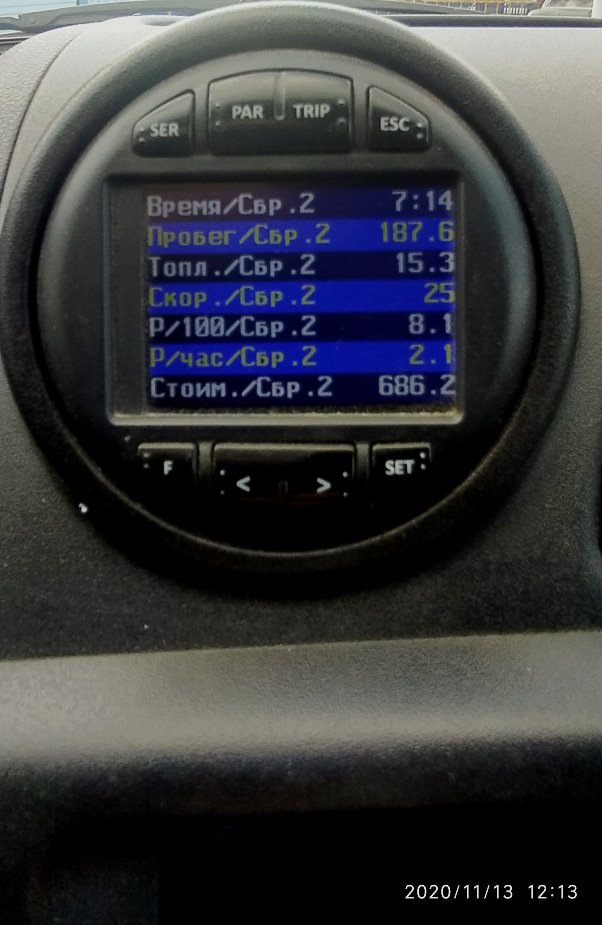 SER PAR TRIP ESC
Время/Сбр.2 7:14
Пробег/Сбр.2 187.6
Топл./Сбр.2 15.3
Скор./Сбр.2 25
Р/100/Сбр.2 8.1
Р/час/Сбр.2 2.1
Стоим./Сбр.2 686.2
F < > SET
2020/11/13 12:13